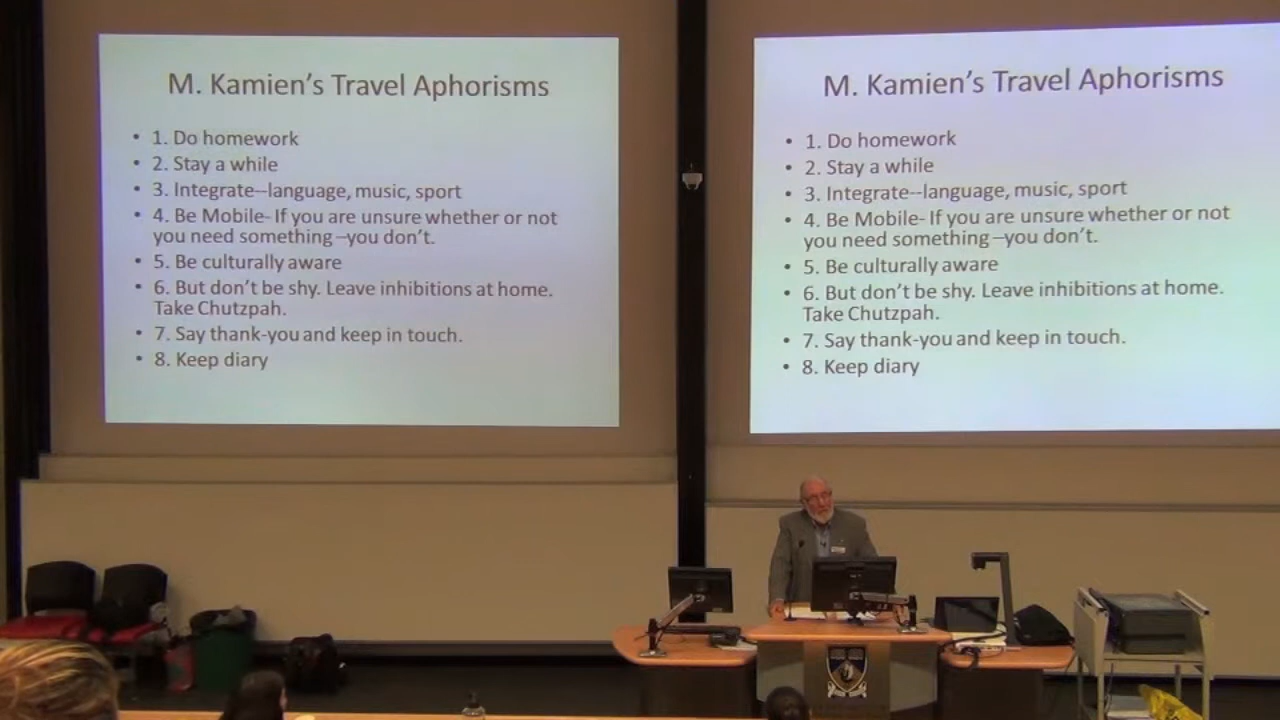 M. Kamien's Travel Aphorisms
• 1. Do homework
• 2. Stay a while
• 3. Integrate--language, music, sport
• 4. Be Mobile- If you are unsure whether or not
you need something –you don't.
• 5. Be culturally aware
• 6. But don't be shy. Leave inhibitions at home.
Take Chutzpah.
• 7. Say thank-you and keep in touch.
• 8. Keep diary
M. Kamien's Travel Aphorisms
• 1. Do homework
• 2. Stay a while
• 3. Integrate--language, music, sport
• 4. Be Mobile- If you are unsure whether or not
you need something –you don't.
• 5. Be culturally aware
• 6. But don't be shy. Leave inhibitions at home.
Take Chutzpah.
• 7. Say thank-you and keep in touch.
• 8. Keep diary